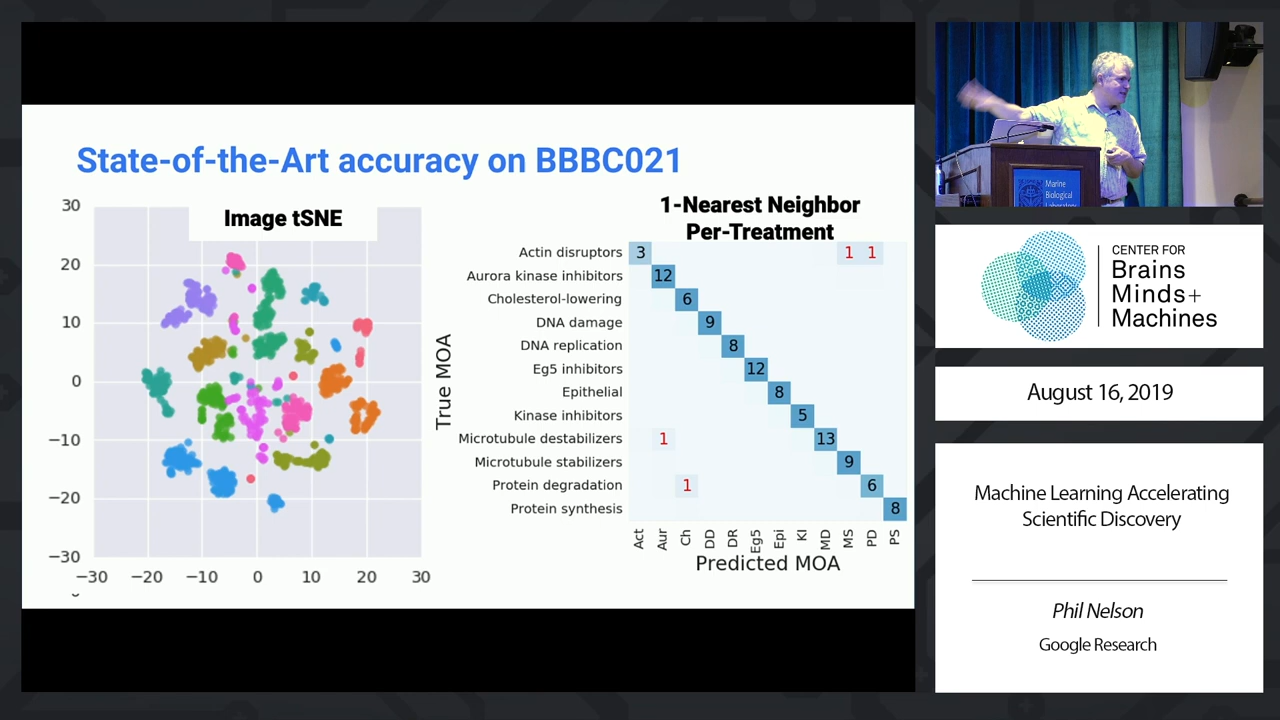 State-of-the-Art accuracy on BBBC021
Image tSNE
30
20
10
0
−10
−20
−30
−30 −20 −10 0 10 20 30
1-Nearest Neighbor
Per-Treatment
True MOA
Actin disruptors 3 1 1
Aurora kinase inhibitors 12
Cholesterol-lowering 6
DNA damage 9
DNA replication 8
Eg5 inhibitors 12
Epithelial 8
Kinase inhibitors 5
Microtubule destabilizers 1 13
Microtubule stabilizers 9
Protein degradation 1 6
Protein synthesis 8
Act Aur Ch DD DR Eg5 Epi KI MD MS PD PS
Predicted MOA
Marine
Biological
CENTER FOR
Brains
Minds+
Machines
August 16, 2019
Machine Learning Accelerating
Scientific Discovery
Phil Nelson
Google Research